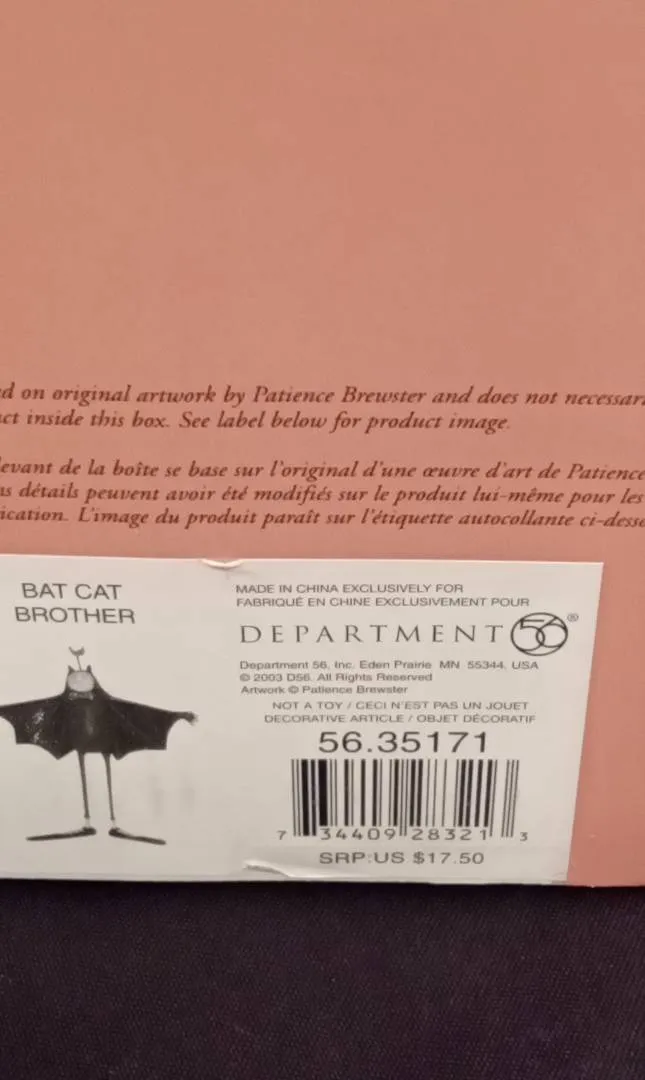 d on original artwork by Patience Brewster and does not necessar
ct inside this box. See label below for product image.
levant de la boîte se base sur l'original d'une œuvre d'art de Patience
ns détails peuvent avoir été modifiés sur le produit lui-même pour les
ication. L'image du produit paraît sur l'étiquette autocollante ci-desso
BAT CAT
BROTHER
MADE IN CHINA EXCLUSIVELY FOR
FABRIQUÉ EN CHINE EXCLUSIVEMENT POUR
DEPARTMENT 56®
Department 56, Inc. Eden Prairie MN 55344, USA
© 2003 D56. All Rights Reserved
Artwork © Patience Brewster
NOT A TOY / CECI N'EST PAS UN JOUET
DECORATIVE ARTICLE / OBJET DÉCORATIF
56.35171
7 34409 28321 3
SRP:US $17.50